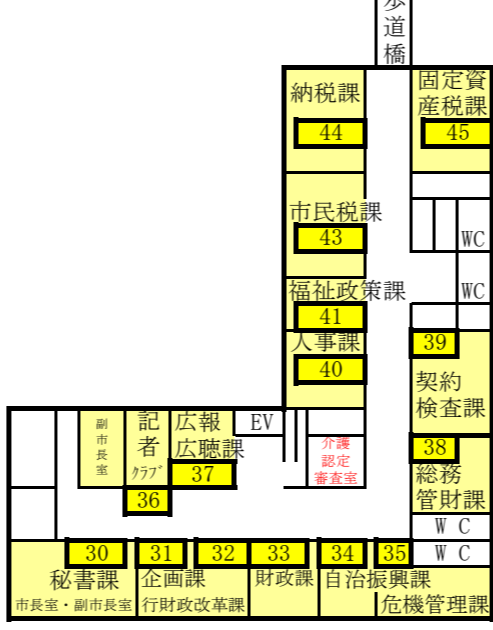 歩道橋
納税課
44
固定資
産税課
45
市民税課
43
WC
福祉政策課
41
WC
人事課
40
39
契約
検査課
副市長室
記者クラブ
36
広報
広聴課
37
EV
介護
認定
審査室
38
総務
管財課
WC
WC
30
31
32
33
34
35
秘書課
市長室・副市長室
企画課
行財政改革課
財政課
自治振興課
危機管理課